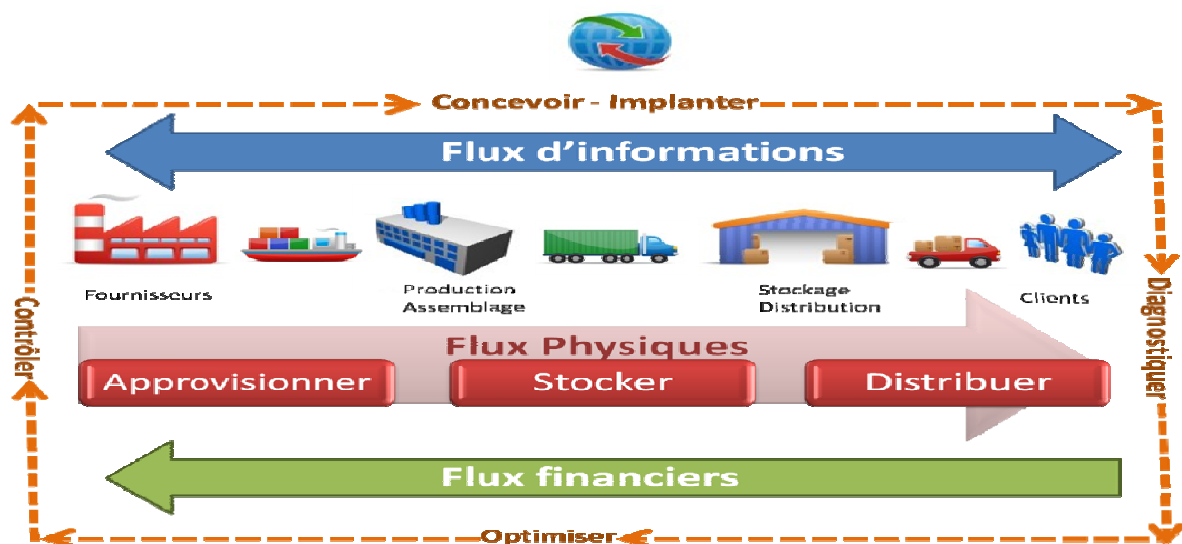 Concevoir - Implanter
Flux d'informations
Fournisseurs
Production
Assemblage
Stockage
Distribution
Clients
Contrôler
Diagnostiquer
Flux Physiques
Approvisionner
Stocker
Distribuer
Flux financiers
Optimiser